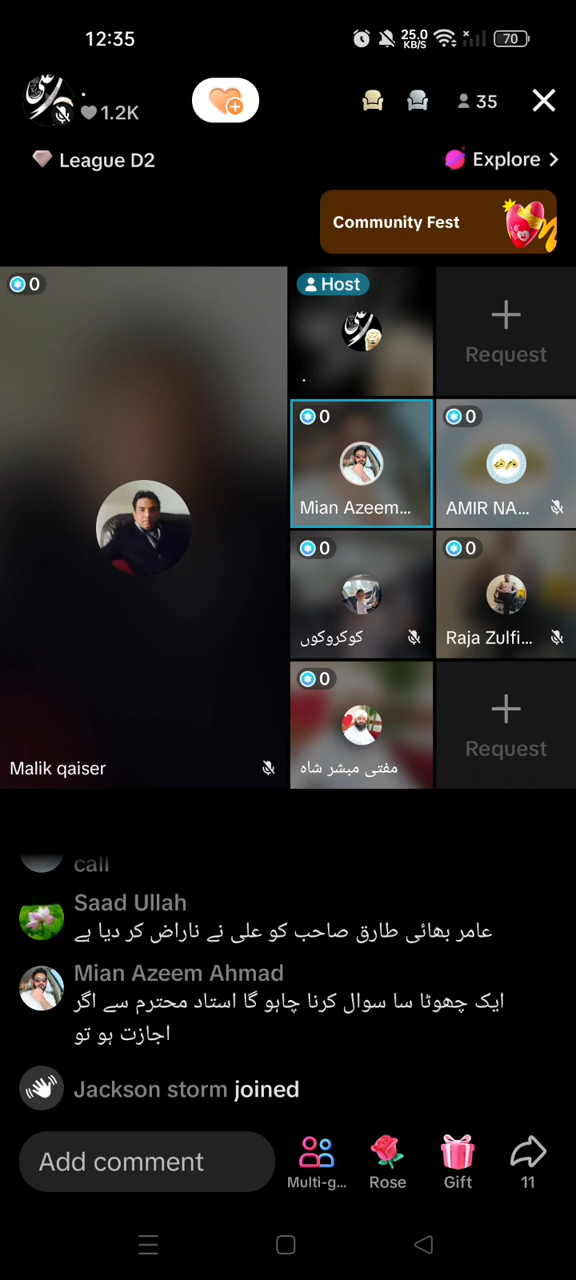 12:35
25.0
KB/S
70
.
1.2K
35
League D2
Explore
Community Fest
0
Host
.
Request
0
Mian Azeem...
0
AMIR NA...
0
کوکروکوں
0
Raja Zulfi...
Malik qaiser
0
مفتی مبشر شاہ
Request
call
Saad Ullah
عامر بھائی طارق صاحب کو علی نے ناراض کر دیا ہے
Mian Azeem Ahmad
ایک چھوٹا سا سوال کرنا چاہو گا استاد محترم سے اگر
اجازت ہو تو
Jackson storm joined
Add comment
Multi-g...
Rose
Gift
11